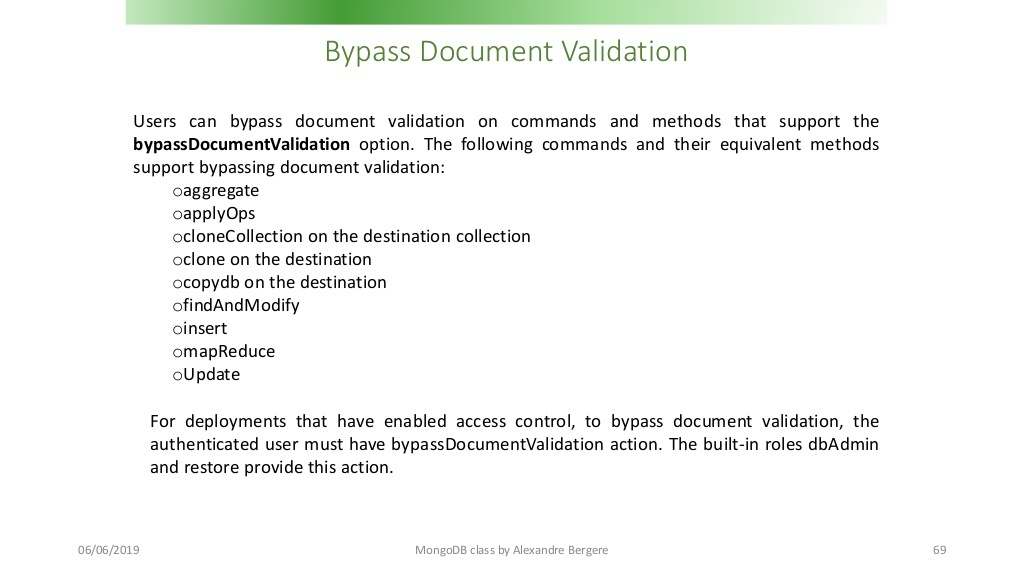 Bypass Document Validation
Users can bypass document validation on commands and methods that support the
bypassDocumentValidation option. The following commands and their equivalent methods
support bypassing document validation:
oaggregate
oapplyOps
ocloneCollection on the destination collection
oclone on the destination
ocopydb on the destination
ofindAndModify
oinsert
omapReduce
oUpdate
For deployments that have enabled access control, to bypass document validation, the
authenticated user must have bypassDocumentValidation action. The built-in roles dbAdmin
and restore provide this action.
06/06/2019 MongoDB class by Alexandre Bergere 69